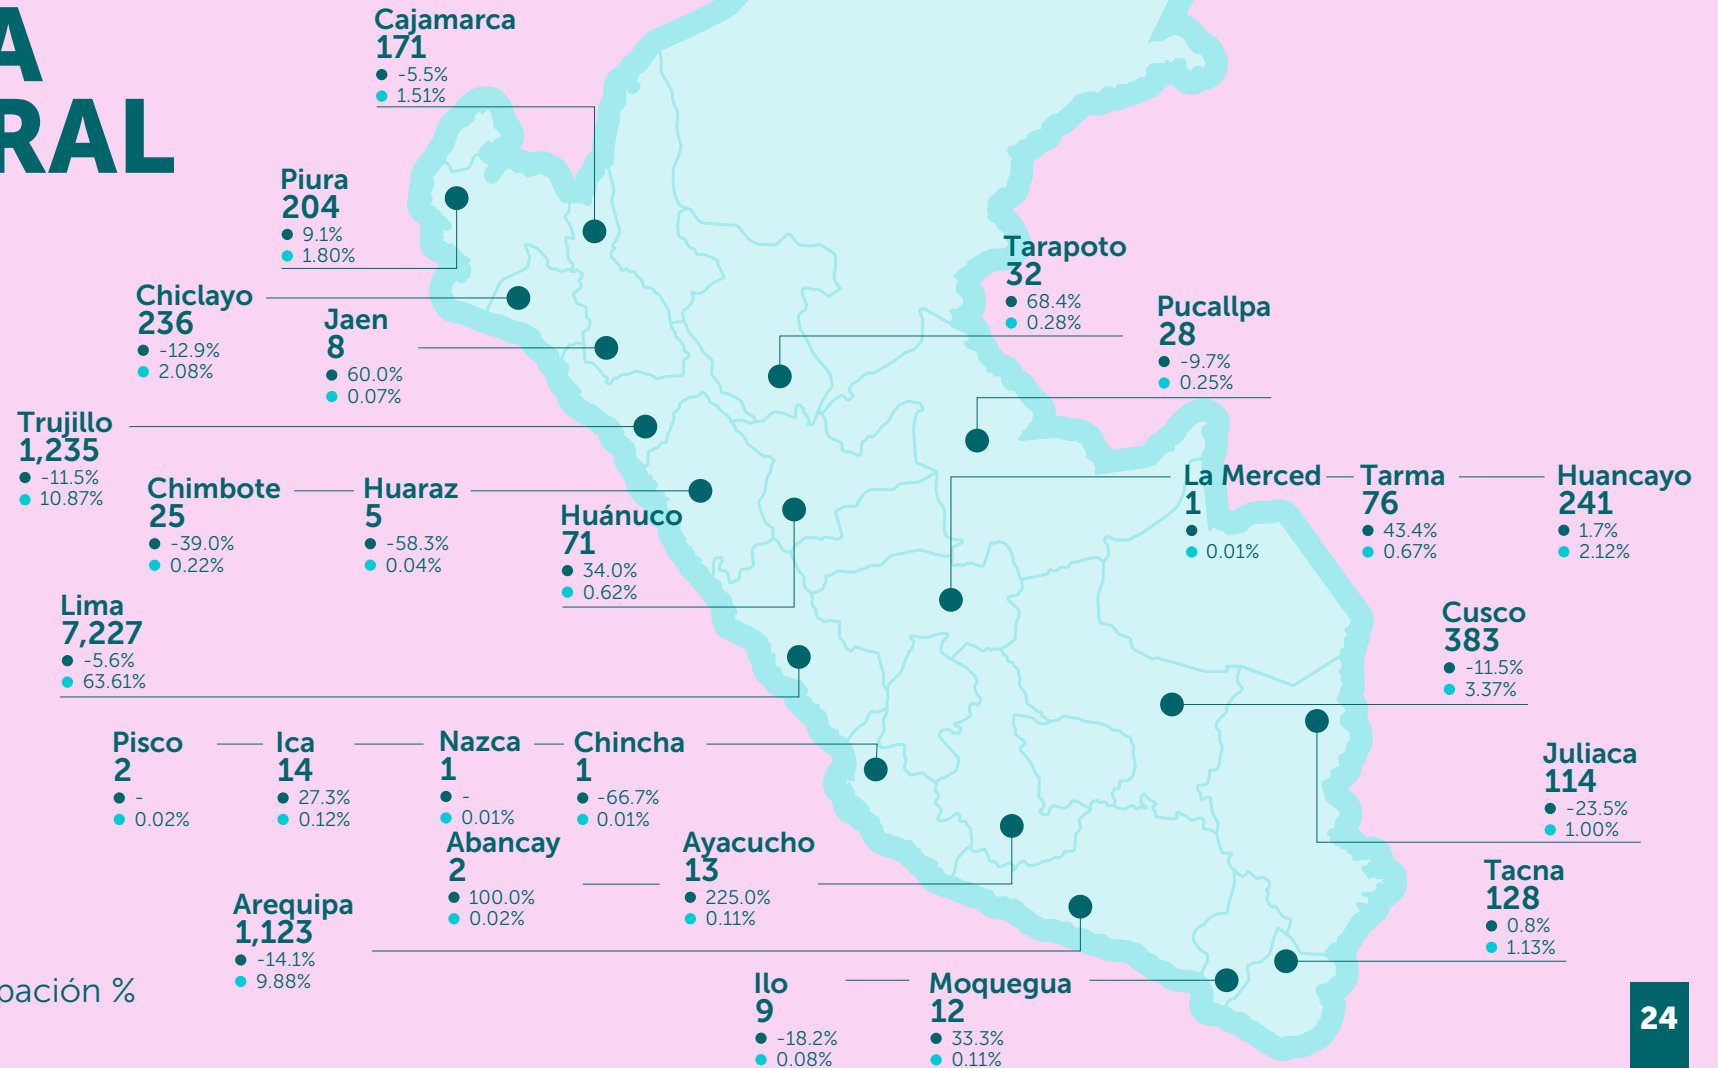 A
RAL
Cajamarca
171
-5.5%
1.51%
Piura
204
9.1%
1.80%
Chiclayo
236
-12.9%
2.08%
Jaen
8
60.0%
0.07%
Tarapoto
32
68.4%
0.28%
Pucallpa
28
-9.7%
0.25%
Trujillo
1,235
-11.5%
10.87%
Chimbote
25
-39.0%
0.22%
Huaraz
5
-58.3%
0.04%
Huánuco
71
34.0%
0.62%
La Merced
1
0.01%
Tarma
76
43.4%
0.67%
Huancayo
241
1.7%
2.12%
Lima
7,227
-5.6%
63.61%
Cusco
383
-11.5%
3.37%
Pisco
2
-
0.02%
Ica
14
27.3%
0.12%
Nazca
1
-
0.01%
Chincha
1
-66.7%
0.01%
Juliaca
114
-23.5%
1.00%
Abancay
2
100.0%
0.02%
Ayacucho
13
225.0%
0.11%
Arequipa
1,123
-14.1%
9.88%
Tacna
128
0.8%
1.13%
Ilo
9
-18.2%
0.08%
Moquegua
12
33.3%
0.11%
pación %
24